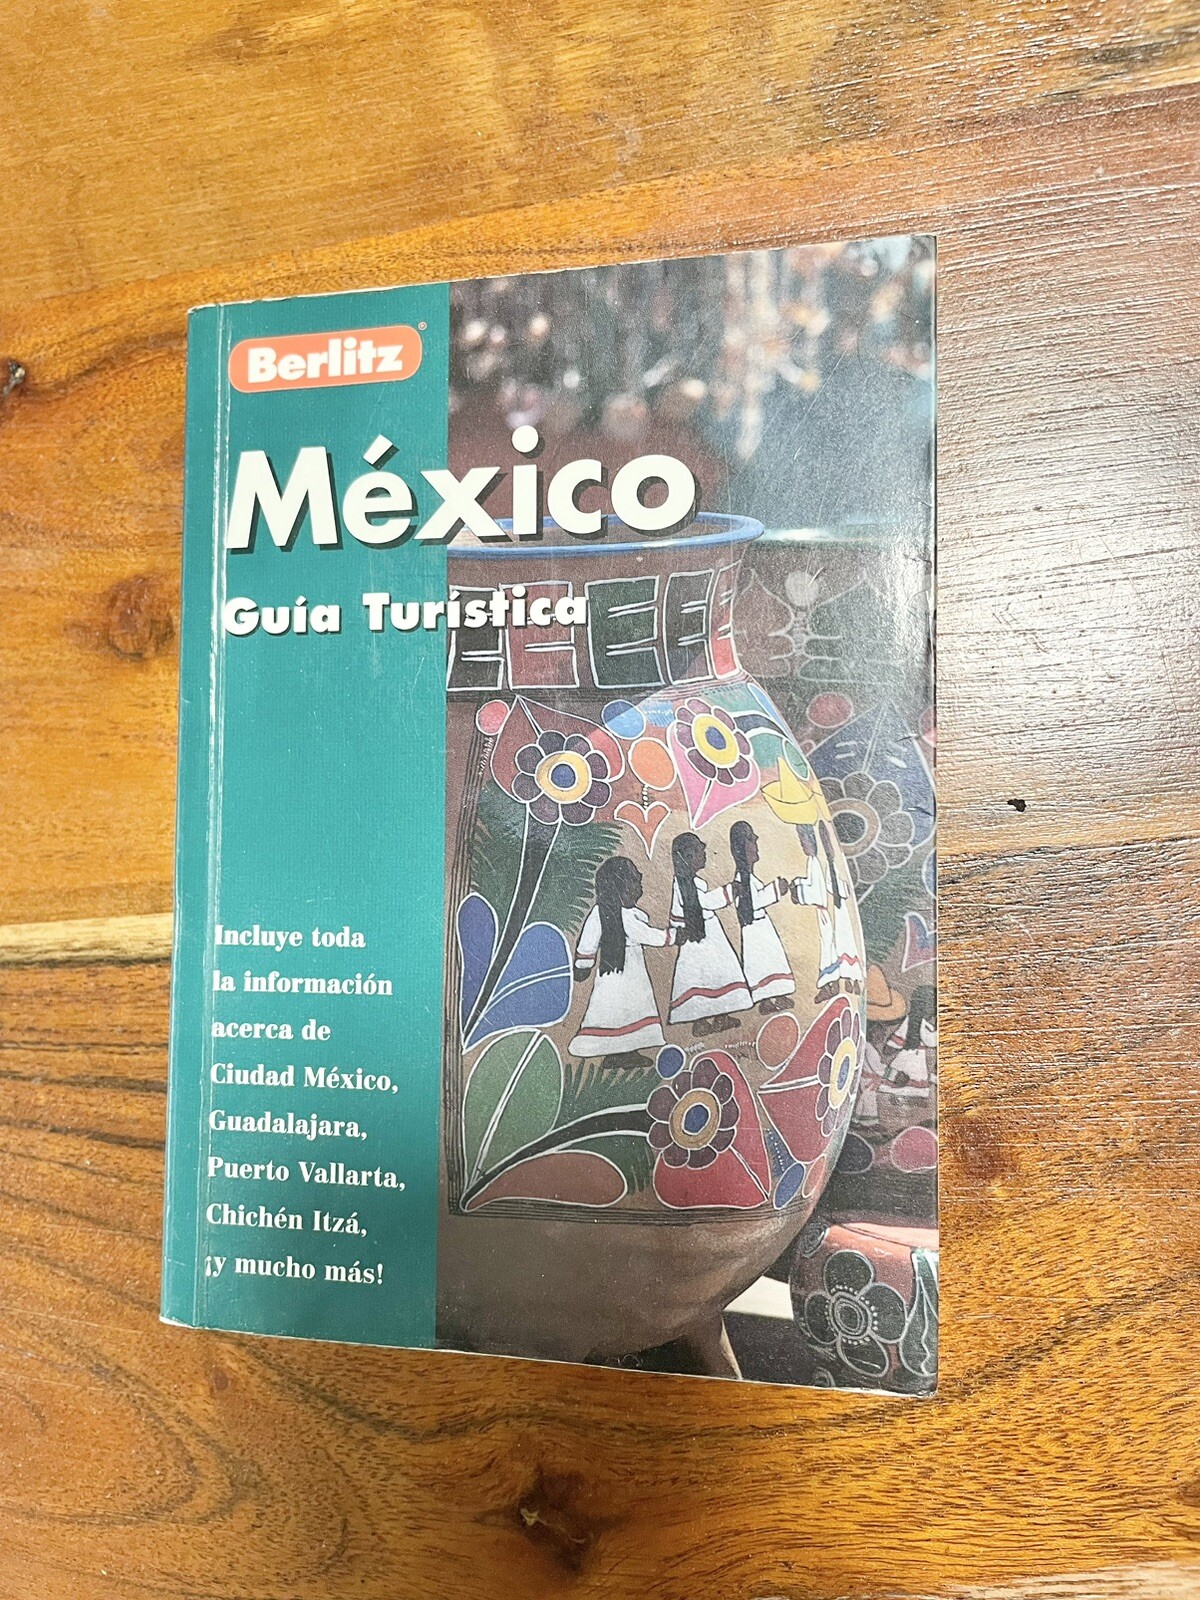 Berlitz®
México
Guía Turística
Incluye toda
la información
acerca de
Ciudad México,
Guadalajara,
Puerto Vallarta,
Chichén Itzá,
¡y mucho más!